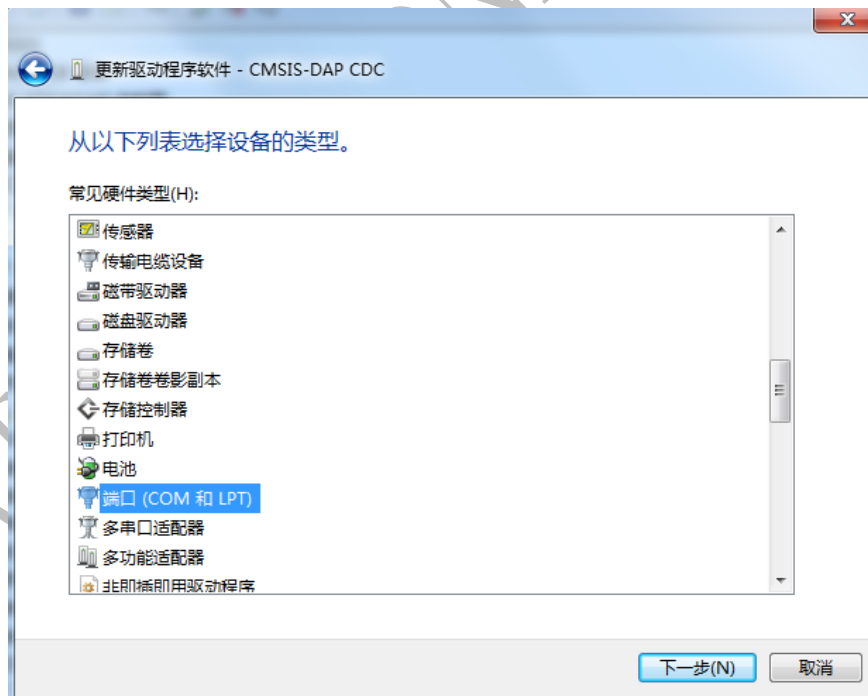 更新驱动程序软件 - CMSIS-DAP CDC
从以下列表选择设备的类型。
常见硬件类型(H):
传感器
传输电缆设备
磁带驱动器
磁盘驱动器
存储卷
存储卷卷影副本
存储控制器
打印机
电池
端口 (COM 和 LPT)
多串口适配器
多功能适配器
非即插即用驱动程序
下一步(N)
取消